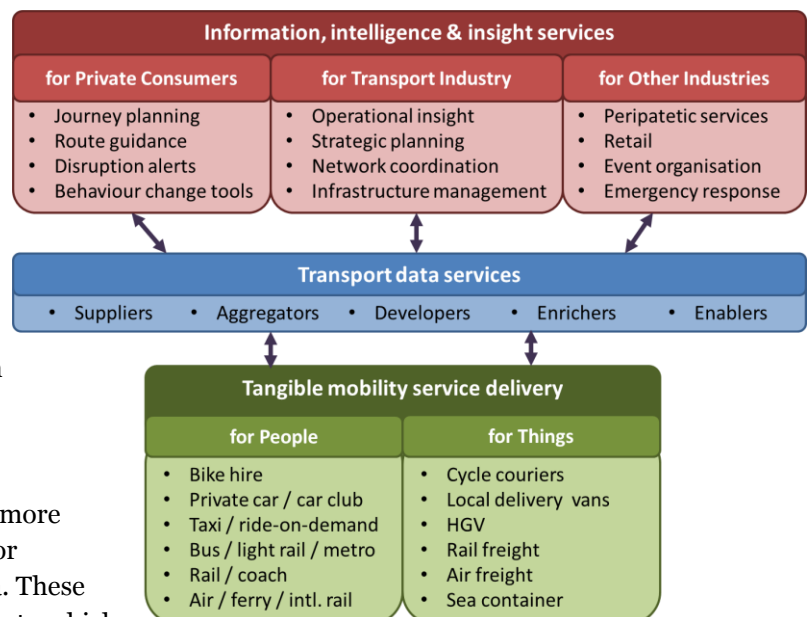 Information, intelligence & insight services
for Private Consumers
• Journey planning
• Route guidance
• Disruption alerts
• Behaviour change tools
for Transport Industry
• Operational insight
• Strategic planning
• Network coordination
• Infrastructure management
for Other Industries
• Peripatetic services
• Retail
• Event organisation
• Emergency response
Transport data services
• Suppliers • Aggregators • Developers • Enrichers • Enablers
Tangible mobility service delivery
for People
• Bike hire
• Private car / car club
• Taxi / ride-on-demand
• Bus / light rail / metro
• Rail / coach
• Air / ferry / intl. rail
for Things
• Cycle couriers
• Local delivery vans
• HGV
• Rail freight
• Air freight
• Sea container
more
or
These